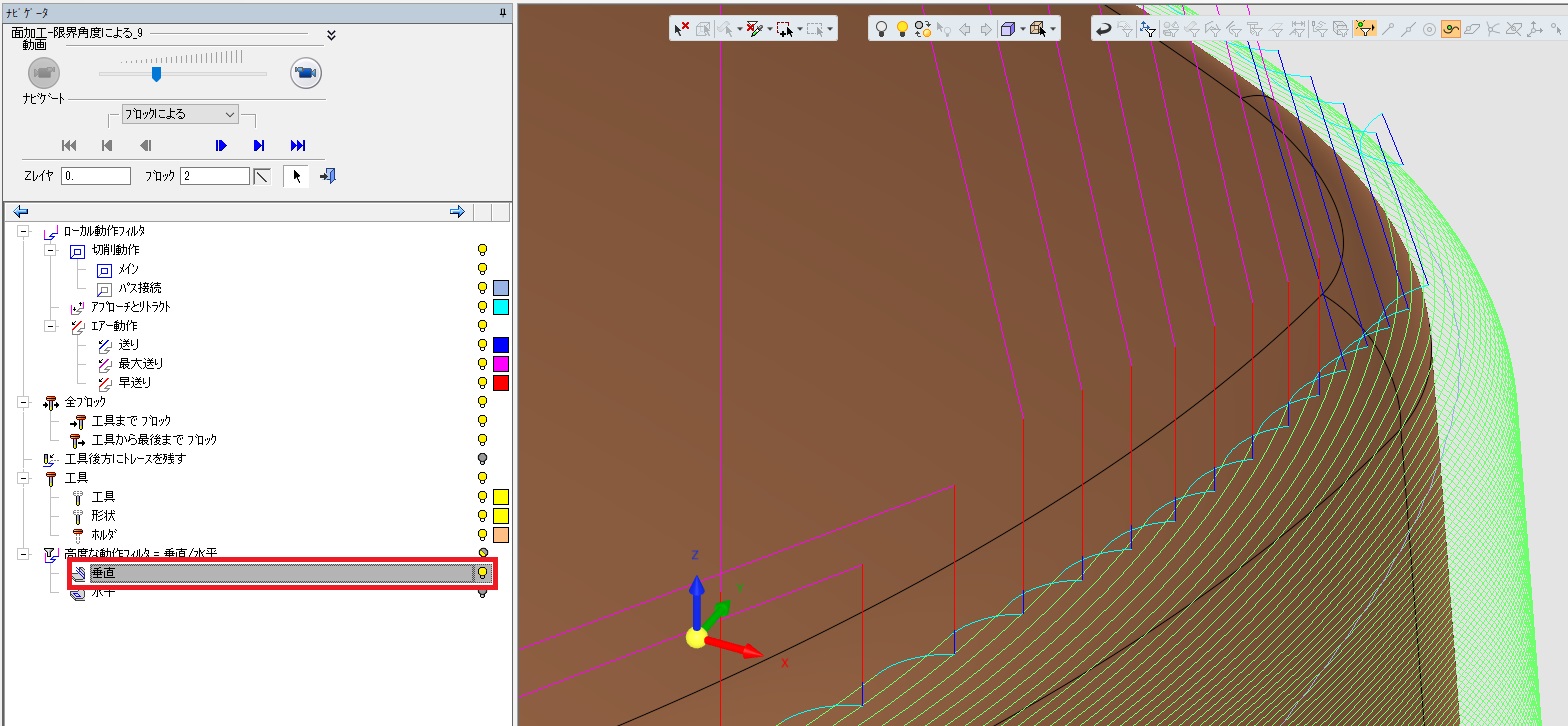 ﾅﾋﾞｹﾞｰﾀ
面加工-限界角度による_9
動画
ﾅﾋﾞｹﾞｰﾄ
ﾌﾞﾛｯｸによる
Zﾚｲﾔ 0. ﾌﾞﾛｯｸ 2
ﾛｰｶﾙ動作ﾌｨﾙﾀ
切削動作
ﾒｲﾝ
ﾊﾟｽ接続
ｱﾌﾟﾛｰﾁとﾘﾄﾗｸﾄ
ｴｱｰ動作
送り
最大送り
早送り
全ﾌﾞﾛｯｸ
工具まで ﾌﾞﾛｯｸ
工具から最後まで ﾌﾞﾛｯｸ
工具後方にﾄﾚｰｽを残す
工具
工具
形状
ﾎﾙﾀﾞ
高度な動作ﾌｨﾙﾀ = 垂直/水平
垂直
水平
Z
Y
X